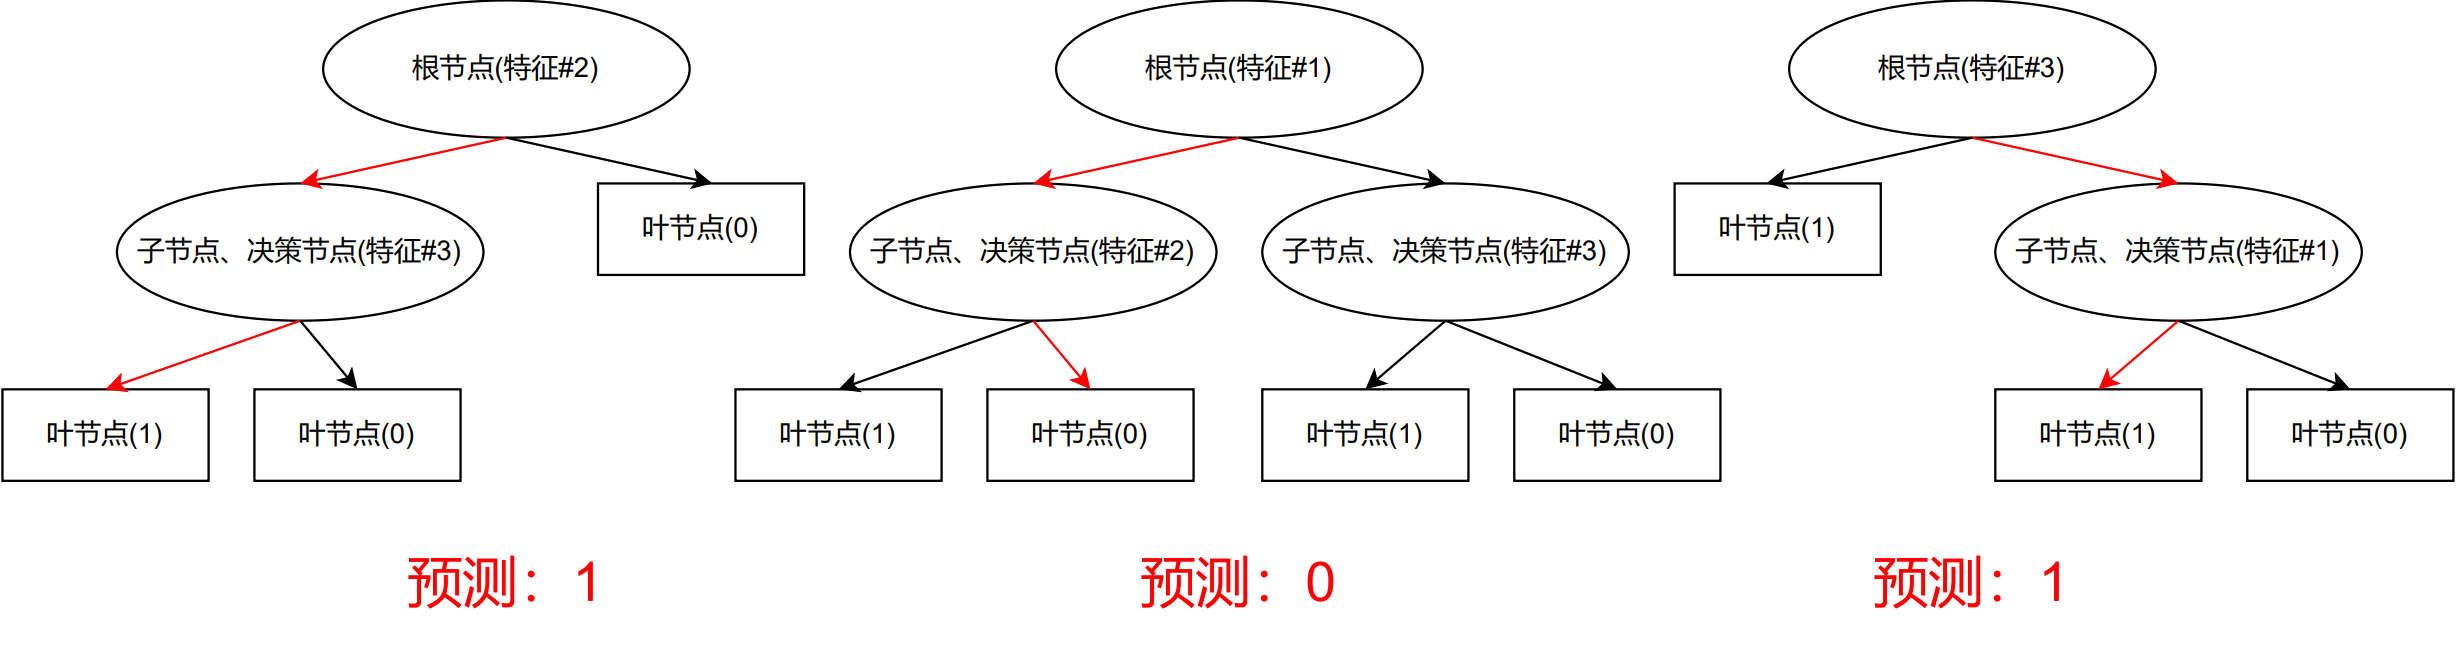 根节点(特征#2)
根节点(特征#1)
根节点(特征#3)
叶节点(0)
叶节点(1)
子节点、决策节点(特征#3)
子节点、决策节点(特征#2)
子节点、决策节点(特征#3)
子节点、决策节点(特征#1)
叶节点(1)
叶节点(0)
叶节点(1)
叶节点(0)
叶节点(1)
叶节点(0)
叶节点(1)
叶节点(0)
预测：1
预测：0
预测：1